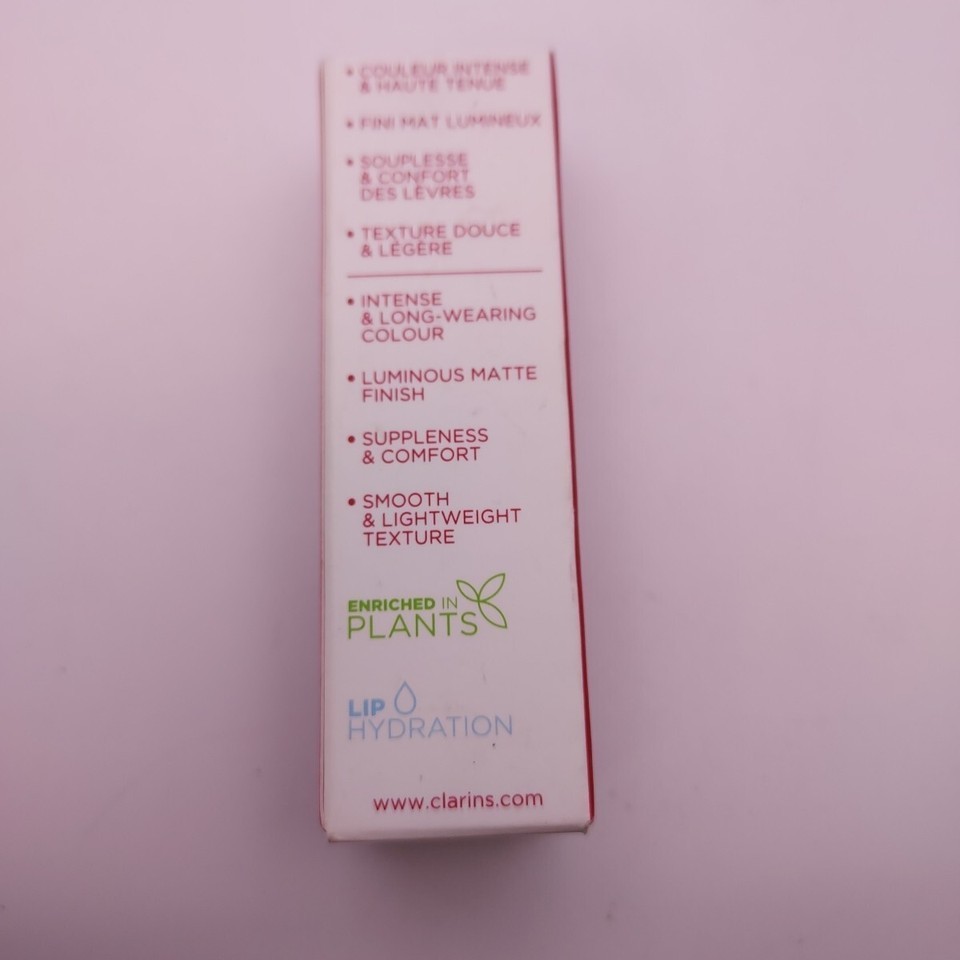 • COULEUR INTENSE
& HAUTE TENUE
• FINI MAT LUMINEUX
• SOUPLESSE
& CONFORT
DES LÈVRES
• TEXTURE DOUCE
& LÉGÈRE
• INTENSE
& LONG-WEARING
COLOUR
• LUMINOUS MATTE
FINISH
• SUPPLENESS
& COMFORT
• SMOOTH
& LIGHTWEIGHT
TEXTURE
ENRICHED IN
PLANTS
LIP
HYDRATION
www.clarins.com